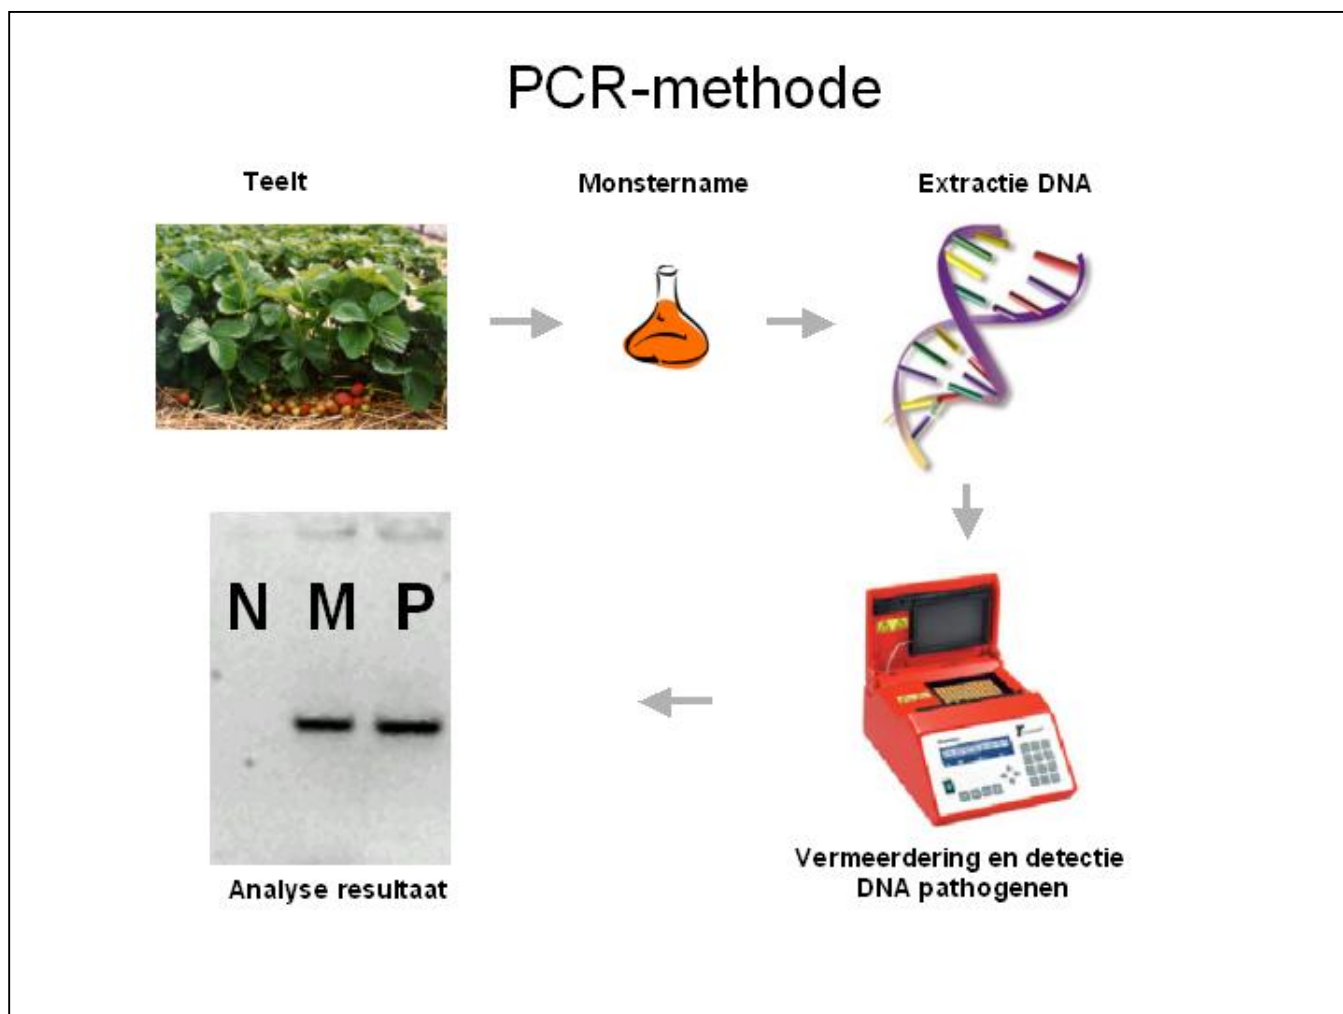 PCR-methode
Teelt
Monstername
Extractie DNA
Vermeerdering en detectie
DNA pathogenen
N M P
Analyse resultaat